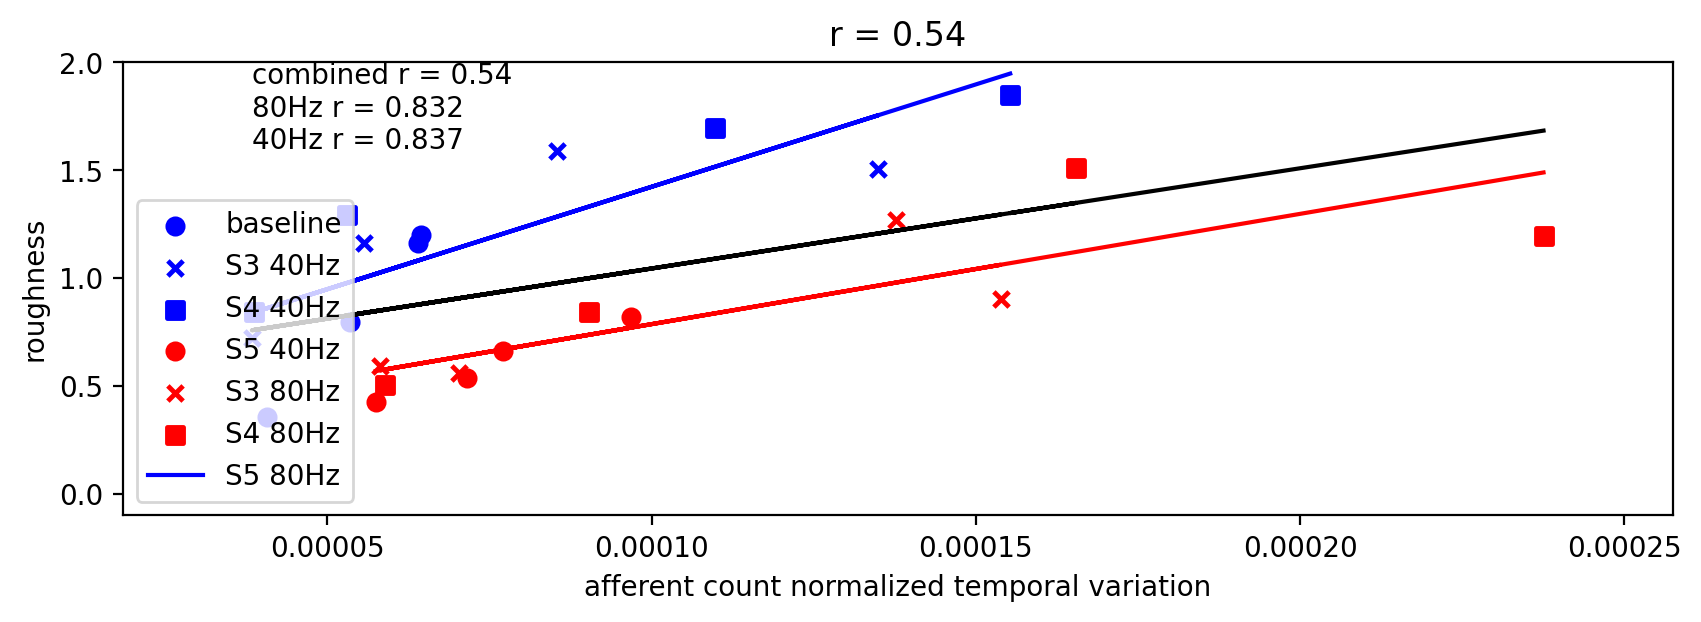 r = 0.54
combined r = 0.54
80Hz r = 0.832
40Hz r = 0.837
2.0
1.5
1.0
0.5
0.0
roughness
baseline
S3 40Hz
S4 40Hz
S5 40Hz
S3 80Hz
S4 80Hz
S5 80Hz
0.00005 0.00010 0.00015 0.00020 0.00025
afferent count normalized temporal variation